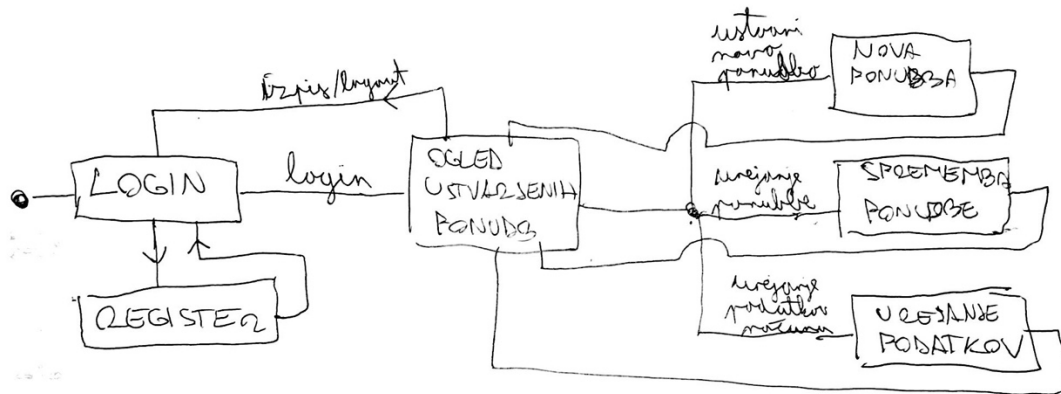 izpis/logout
LOGIN
login
REGISTER
OGLED
USTVARJENIH
PONUDB
ustvari
novo
ponudbo
NOVA
PONUDBA
urejanje
ponudbe
SPREMEMBA
PONUDBE
urejanje
podatkov
računa
UREJANJE
PODATKOV